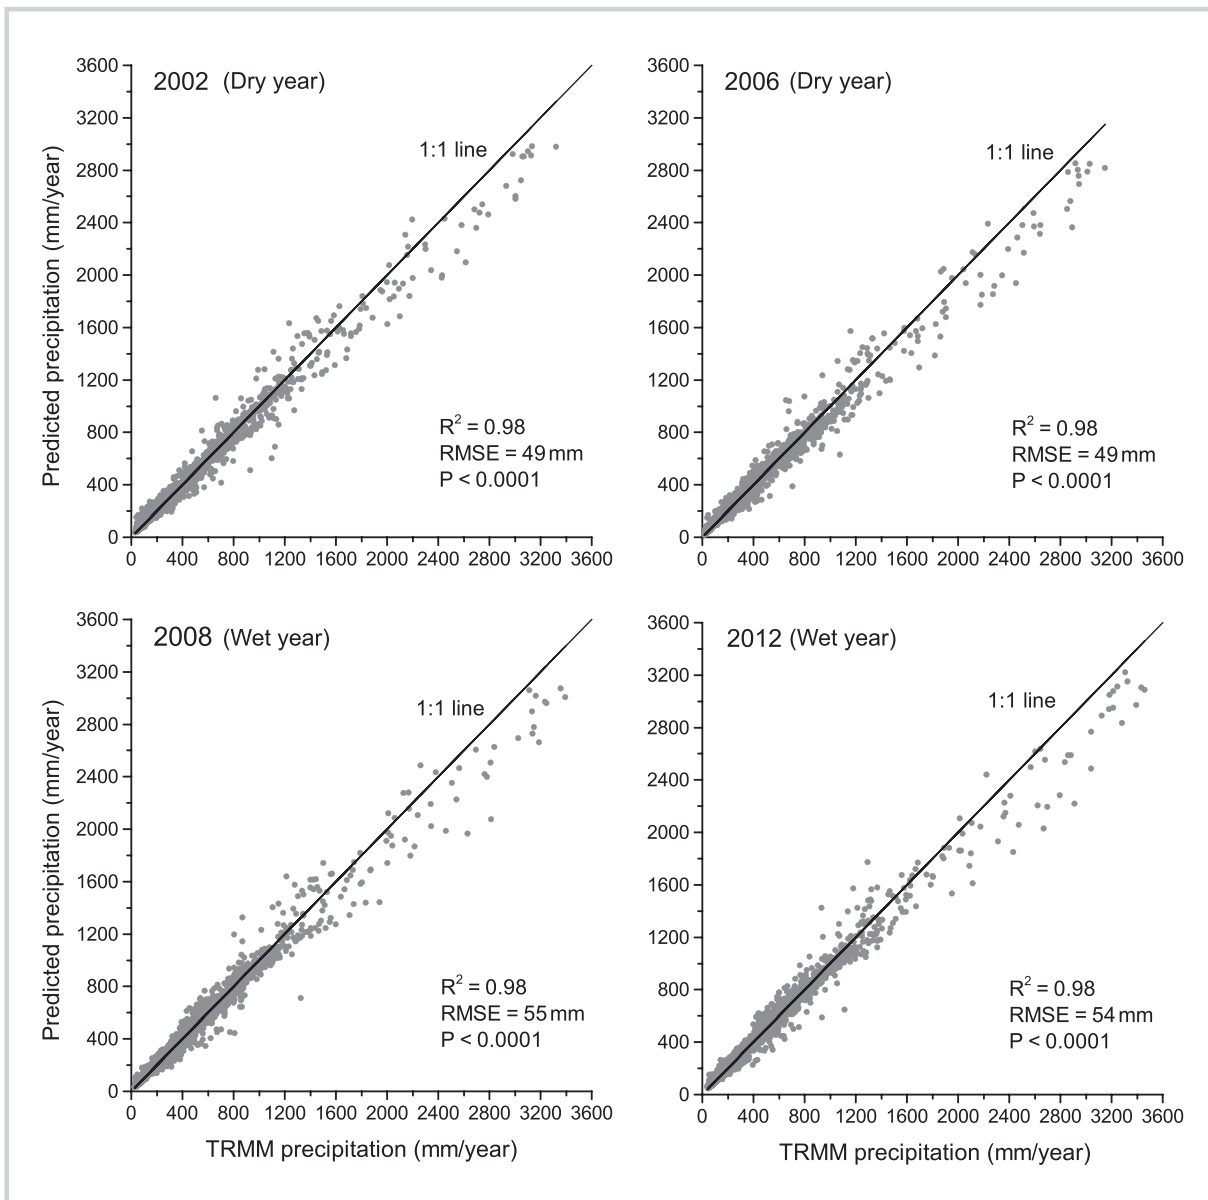 2002 (Dry year)
Predicted precipitation (mm/year)
3600
3200
2800
2400
2000
1600
1200
800
400
0
1:1 line
R² = 0.98
RMSE = 49 mm
P < 0.0001
0 400 800 1200 1600 2000 2400 2800 3200 3600
2006 (Dry year)
3600
3200
2800
2400
2000
1600
1200
800
400
0
1:1 line
R² = 0.98
RMSE = 49 mm
P < 0.0001
0 400 800 1200 1600 2000 2400 2800 3200 3600
2008 (Wet year)
Predicted precipitation (mm/year)
3600
3200
2800
2400
2000
1600
1200
800
400
0
1:1 line
R² = 0.98
RMSE = 55 mm
P < 0.0001
0 400 800 1200 1600 2000 2400 2800 3200 3600
TRMM precipitation (mm/year)
2012 (Wet year)
3600
3200
2800
2400
2000
1600
1200
800
400
0
1:1 line
R² = 0.98
RMSE = 54 mm
P < 0.0001
0 400 800 1200 1600 2000 2400 2800 3200 3600
TRMM precipitation (mm/year)